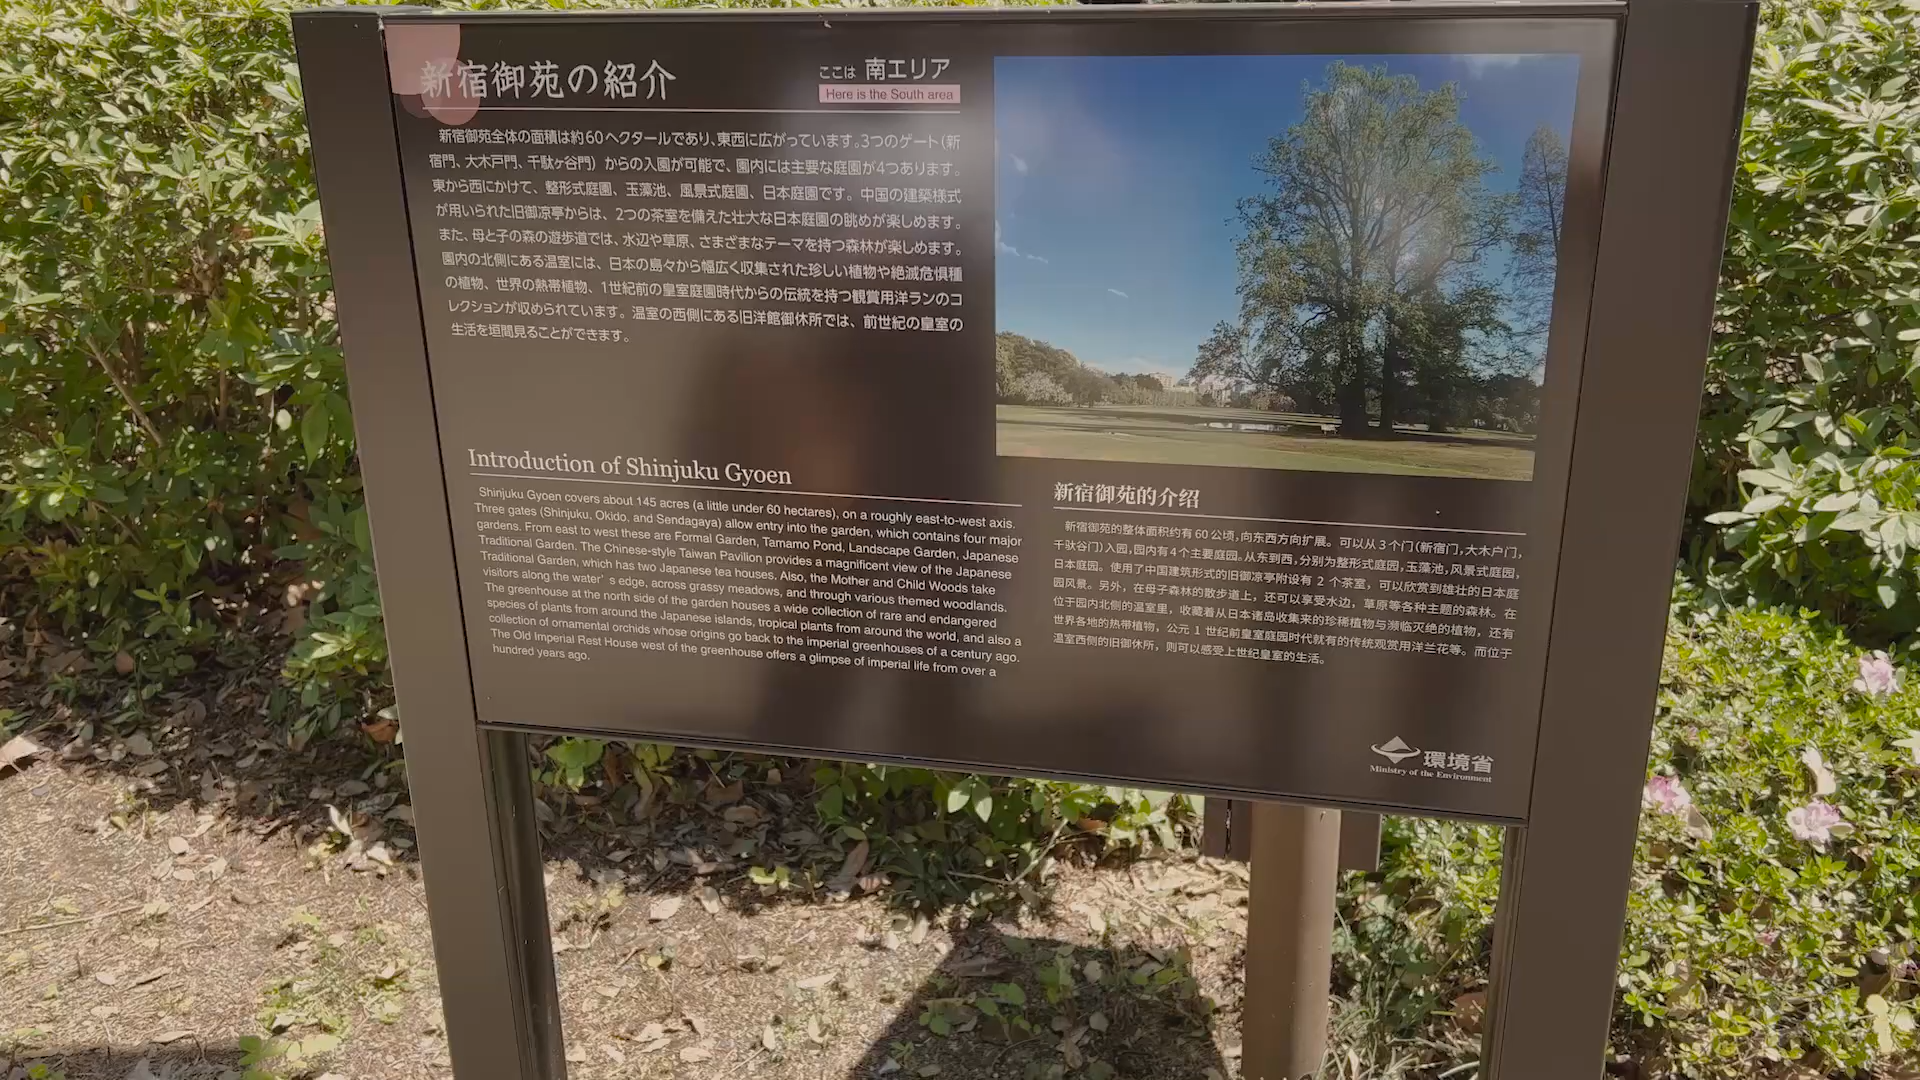 新宿御苑の紹介
ここは 南エリア
Here is the South area
新宿御苑全体の面積は約60ヘクタールであり、東西に広がっています。3つのゲート（新
宿門、大木戸門、千駄ヶ谷門）からの入園が可能で、園内には主要な庭園が4つあります。
東から西にかけて、整形式庭園、玉藻池、風景式庭園、日本庭園です。中国の建築様式
が用いられた旧御凉亭からは、2つの茶室を備えた壮大な日本庭園の眺めが楽しめます。
また、母と子の森の遊歩道では、水辺や草原、さまざまなテーマを持つ森林が楽しめます。
園内の北側にある温室には、日本の島々から幅広く収集された珍しい植物や絶滅危惧種
の植物、世界の熱帯植物、1世紀前の皇室庭園時代からの伝統を持つ観賞用洋ランのコ
レクションが収められています。温室の西側にある旧洋館御休所では、前世紀の皇室の
生活を垣間見ることができます。
Introduction of Shinjuku Gyoen
Shinjuku Gyoen covers about 145 acres (a little under 60 hectares), on a roughly east-to-west axis.
Three gates (Shinjuku, Okido, and Sendagaya) allow entry into the garden, which contains four major
gardens. From east to west these are Formal Garden, Tamamo Pond, Landscape Garden, Japanese
Traditional Garden. The Chinese-style Taiwan Pavilion provides a magnificent view of the Japanese
Traditional Garden, which has two Japanese tea houses. Also, the Mother and Child Woods take
visitors along the water's edge, across grassy meadows, and through various themed woodlands.
The greenhouse at the north side of the garden houses a wide collection of rare and endangered
species of plants from around the Japanese islands, tropical plants from around the world, and also a
collection of ornamental orchids whose origins go back to the imperial greenhouses of a century ago.
The Old Imperial Rest House west of the greenhouse offers a glimpse of imperial life from over a
hundred years ago.
新宿御苑的介绍
新宿御苑的整体面积约有60公顷，向东西方向扩展。可以从3个门（新宿门，大木户门，
千驮谷门）入园，园内有4个主要庭园。从东到西，分别为整形式庭园，玉藻池，风景式庭园，
日本庭园。使用了中国建筑形式的旧御凉亭附设有 2 个茶室，可以欣赏到雄壮的日本庭
园风景。另外，在母子森林的散步道上，还可以享受水边，草原等各种主题的森林。在
位于园内北侧的温室里，收藏着从日本诸岛收集来的珍稀植物与濒临灭绝的植物，还有
世界各地的热带植物，公元 1 世纪前皇室庭园时代就有的传统观赏用洋兰花等。而位于
温室西侧的旧御休所，则可以感受上世纪皇室的生活。
環境省
Ministry of the Environment